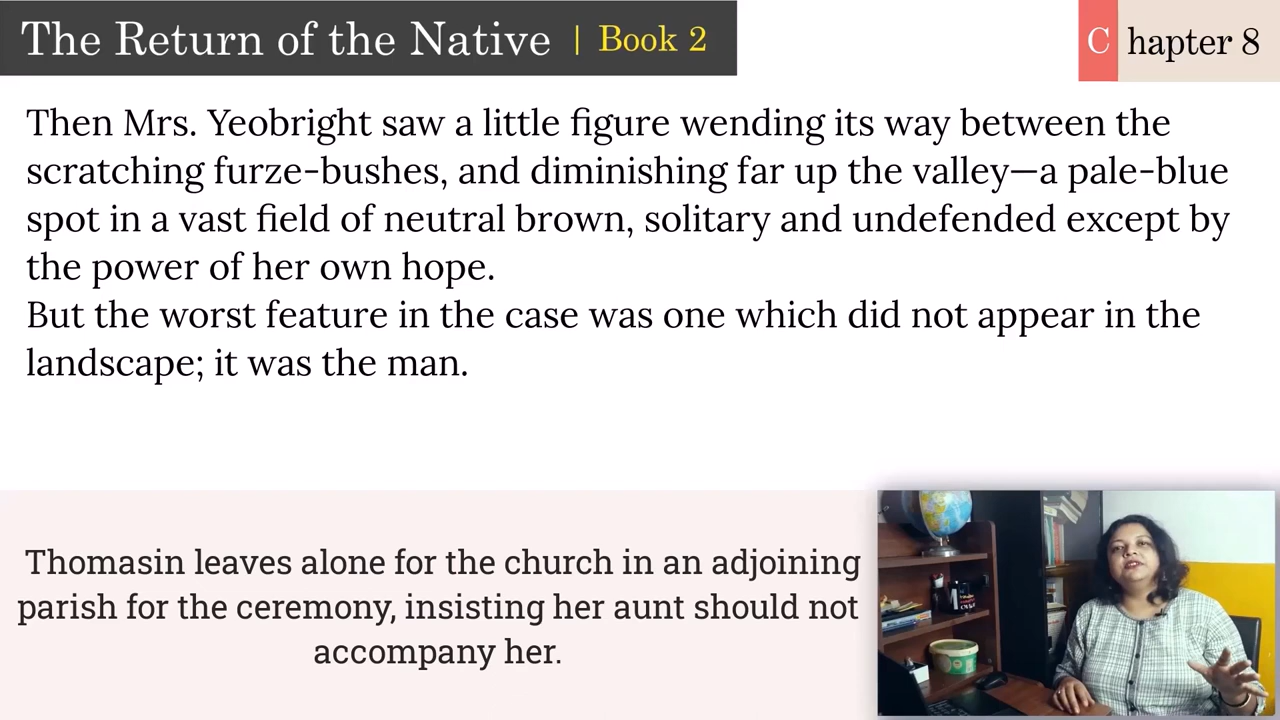 The Return of the Native | Book 2
Chapter 8
Then Mrs. Yeobright saw a little figure wending its way between the
scratching furze-bushes, and diminishing far up the valley—a pale-blue
spot in a vast field of neutral brown, solitary and undefended except by
the power of her own hope.
But the worst feature in the case was one which did not appear in the
landscape; it was the man.
Thomasin leaves alone for the church in an adjoining
parish for the ceremony, insisting her aunt should not
accompany her.